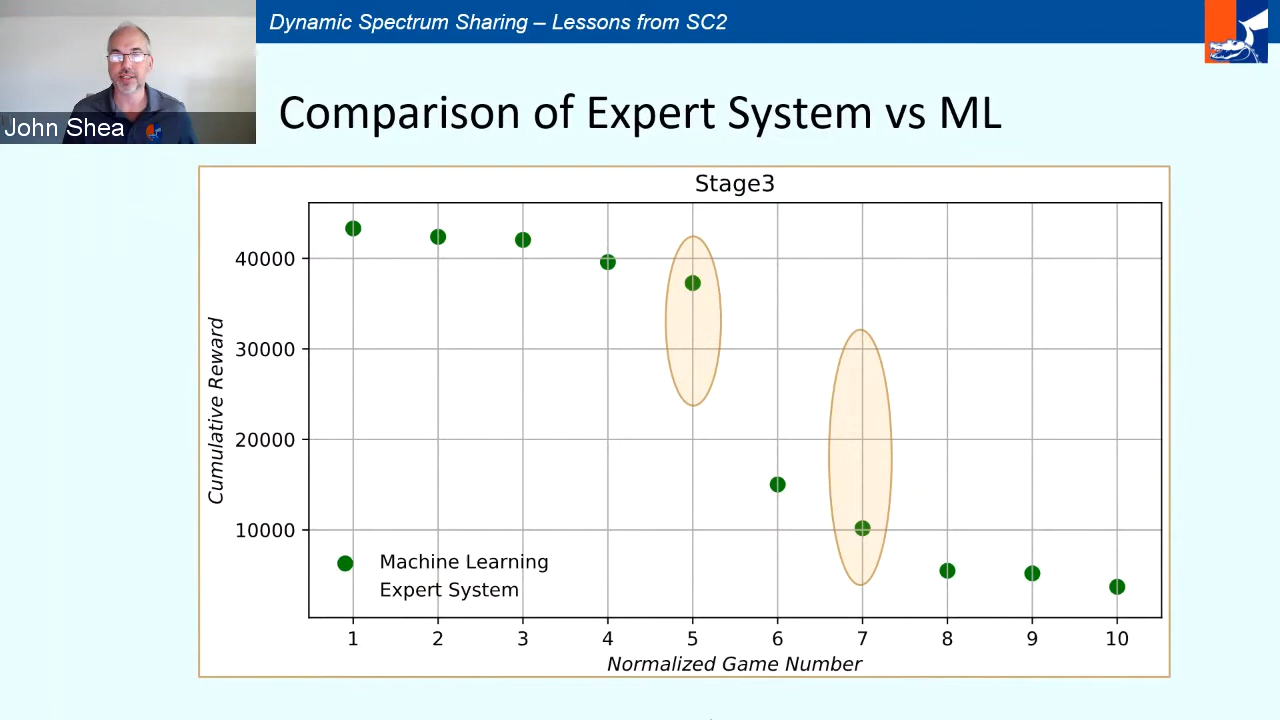 Dynamic Spectrum Sharing – Lessons from SC2
John Shea
Comparison of Expert System vs ML
Stage3
Cumulative Reward
40000
30000
20000
10000
Machine Learning
Expert System
1 2 3 4 5 6 7 8 9 10
Normalized Game Number